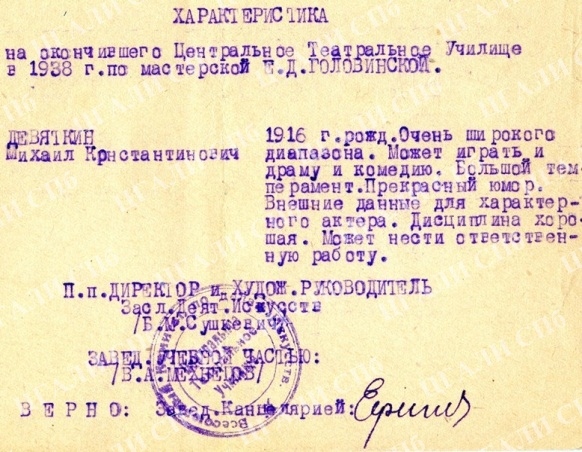 ХАРАКТЕРИСТИКА
на окончившего Центральное Театральное Училище
в 1938 г.по мастерской Е.Д.ГОЛОВИНСКОЙ.
ДЕВЯТКИН
Михаил Крнстантинович
1916 г.рожд.Очень широкого
диапазона. Может играть и
драму и комедию. Большой тем-
перамент.Прекрасный юмор.
Внешние данные для характер-
ного актера. Дисциплина хоро-
шая. Может нести ответствен-
ную работу.
П.п.ДИРЕКТОР и ХУДОЖ.РУКОВОДИТЕЛЬ
Засл.Деят.Искусств
/Б.М.Сушкевич/
ЗАВЕД.УЧЕБНОЙ ЧАСТЬЮ:
/В.А.МЕХНЕЦОВ/
ВЕРНО: Завед.Канцелярией: